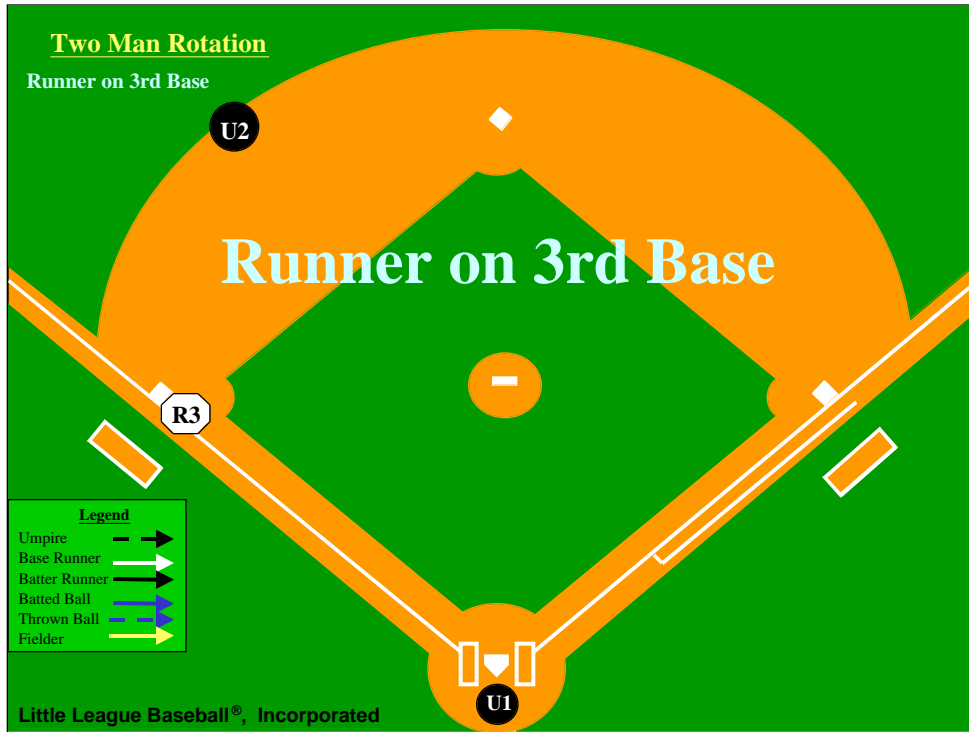 Two Man Rotation
Runner on 3rd Base
U2
Runner on 3rd Base
R3
Legend
Umpire
Base Runner
Batter Runner
Batted Ball
Thrown Ball
Fielder
U1
Little League Baseball®, Incorporated